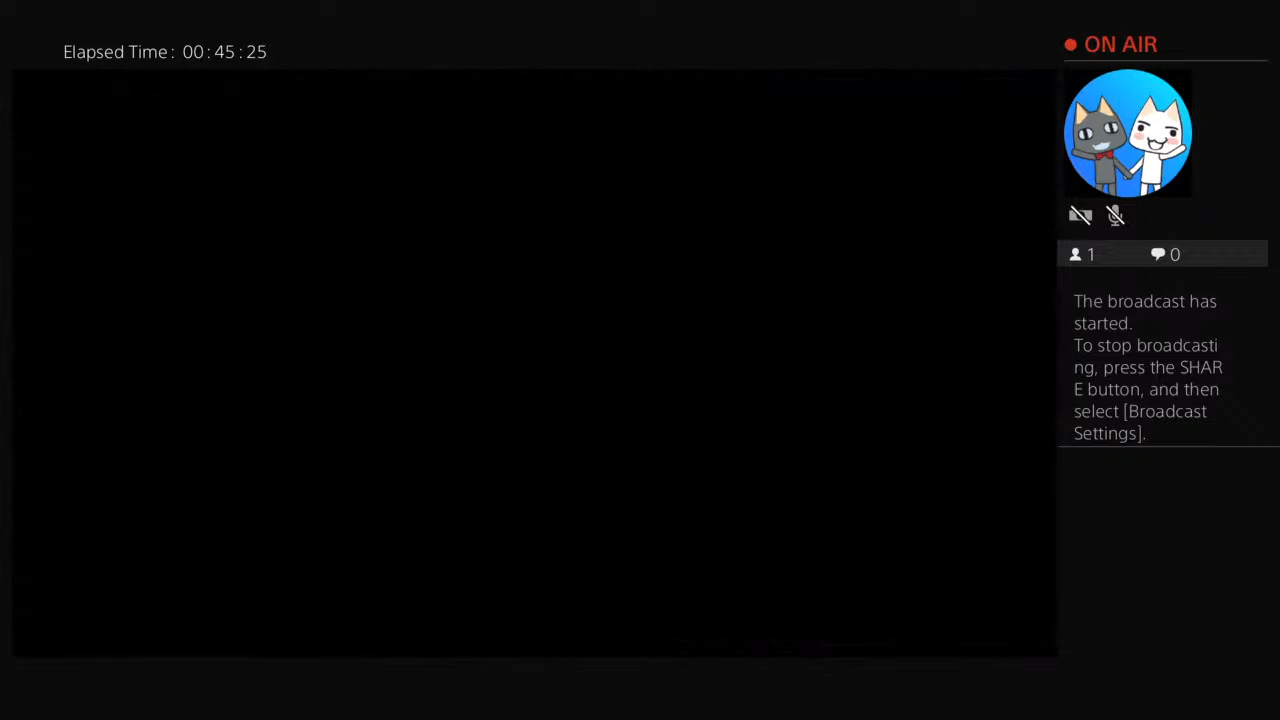 Elapsed Time: 00:45:25
ON AIR
1
0
The broadcast has
started.
To stop broadcasti
ng, press the SHAR
E button, and then
select [Broadcast
Settings].